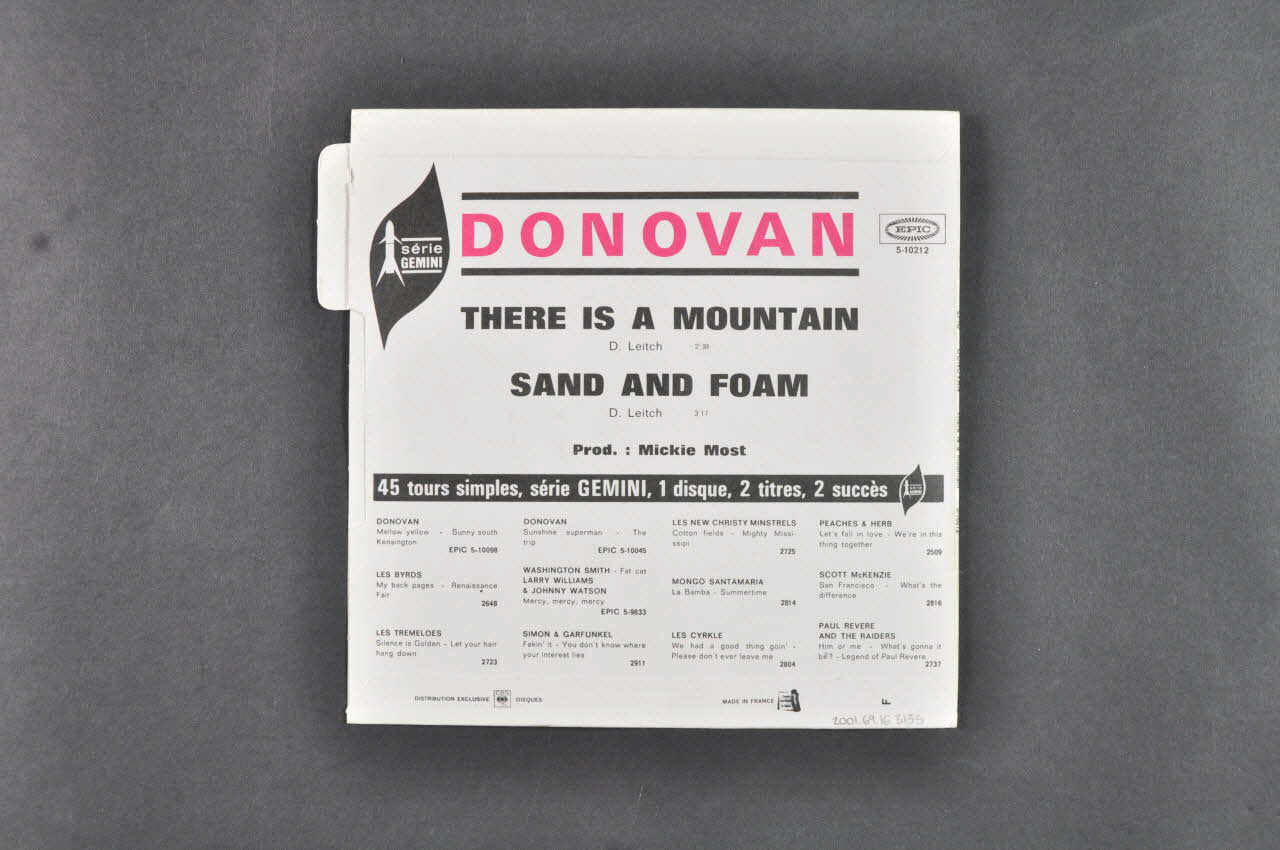 série
GEMINI
DONOVAN
EPIC
5-10212
THERE IS A MOUNTAIN
D. Leitch 2'38
SAND AND FOAM
D. Leitch 3'17
Prod. : Mickie Most
45 tours simples, série GEMINI, 1 disque, 2 titres, 2 succès
DONOVAN
Mellow yellow - Sunny south
Kensington
EPIC 5-10098
LES BYRDS
My back pages - Renaissance
Fair
2648
LES TREMELOES
Silence is Golden - Let your hair
hang down
2723
DONOVAN
Sunshine superman - The
trip
EPIC 5-10045
WASHINGTON SMITH - Fat cat
LARRY WILLIAMS
& JOHNNY WATSON
Mercy, mercy, mercy
EPIC 5-9833
SIMON & GARFUNKEL
Fakin' it - You don't know where
your interest lies
2911
LES NEW CHRISTY MINSTRELS
Cotton fields - Mighty Missi-
ssipi
2725
MONGO SANTAMARIA
La Bamba - Summertime
2814
LES CYRKLE
We had a good thing goin' -
Please don't ever leave me
2804
PEACHES & HERB
Let's fall in love - We're in this
thing together
2509
SCOTT McKENZIE
San Francisco - What's the
difference
2816
PAUL REVERE
AND THE RAIDERS
Him or me - What's gonna it
be? - Legend of Paul Revere
2737
DISTRIBUTION EXCLUSIVE CBS DISQUES
MADE IN FRANCE
F
2001.69.16.5135